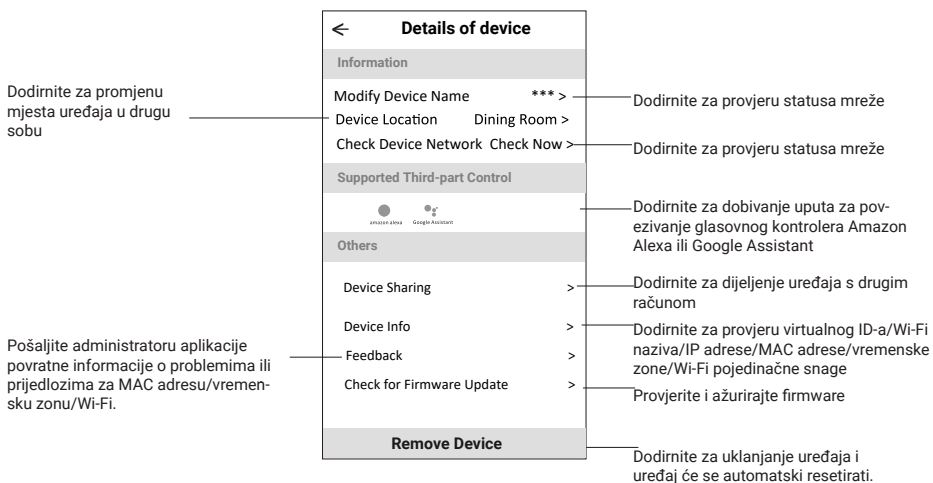 ← Details of device
Information
Modify Device Name *** >
Device Location Dining Room >
Check Device Network Check Now >
Supported Third-part Control
amazon alexa Google Assistant
Others
Device Sharing >
Device Info >
Feedback >
Check for Firmware Update >
Remove Device
Dodirnite za promjenu
mjesta uređaja u drugu
sobu
Pošaljite administratoru aplikacije
povratne informacije o problemima ili
prijedlozima za MAC adresu/vremen-
sku zonu/Wi-Fi.
Dodirnite za provjeru statusa mreže
Dodirnite za provjeru statusa mreže
Dodirnite za dobivanje uputa za pov-
ezivanje glasovnog kontrolera Amazon
Alexa ili Google Assistant
Dodirnite za dijeljenje uređaja s drugim
računom
Dodirnite za provjeru virtualnog ID-a/Wi-Fi
naziva/IP adrese/MAC adrese/vremenske
zone/Wi-Fi pojedinačne snage
Provjerite i ažurirajte firmware
Dodirnite za uklanjanje uređaja i
uređaj će se automatski resetirati.